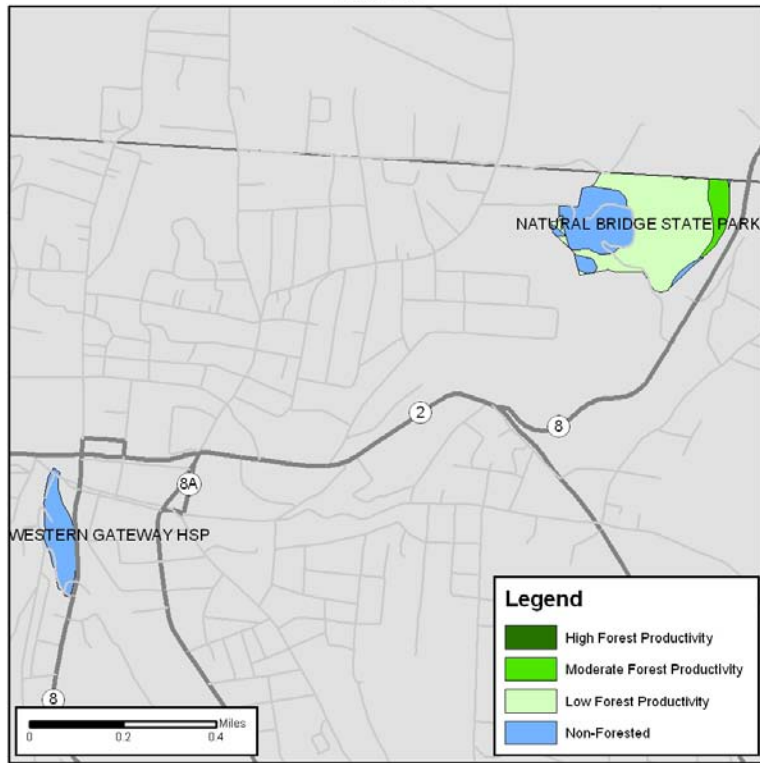 NATURAL BRIDGE STATE PARK
2
8
8A
WESTERN GATEWAY HSP
8
Legend
High Forest Productivity
Moderate Forest Productivity
Low Forest Productivity
Non-Forested
Miles
0 0.2 0.4